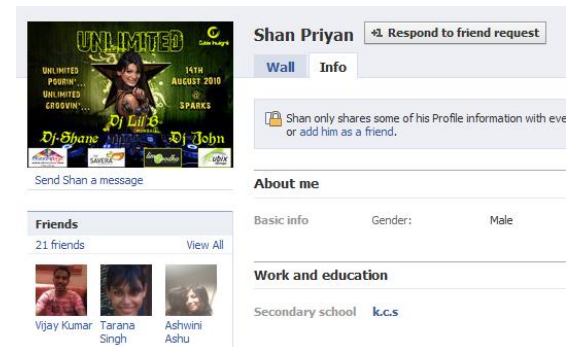 UNLIMITED
UNLIMITED
POURIN'...
UNLIMITED
GROOVIN'...
14TH
AUGUST 2010
@
SPARKS
Dj Lil'B
Dj-Shane
Dj John
SAVERA
ubix
Send Shan a message
Friends
21 friends View All
Vijay Kumar Tarana Singh Ashwini Ashu
Shan Priyan +1 Respond to friend request
Wall Info
Shan only shares some of his Profile information with eve
or add him as a friend.
About me
Basic info Gender: Male
Work and education
Secondary school k.c.s